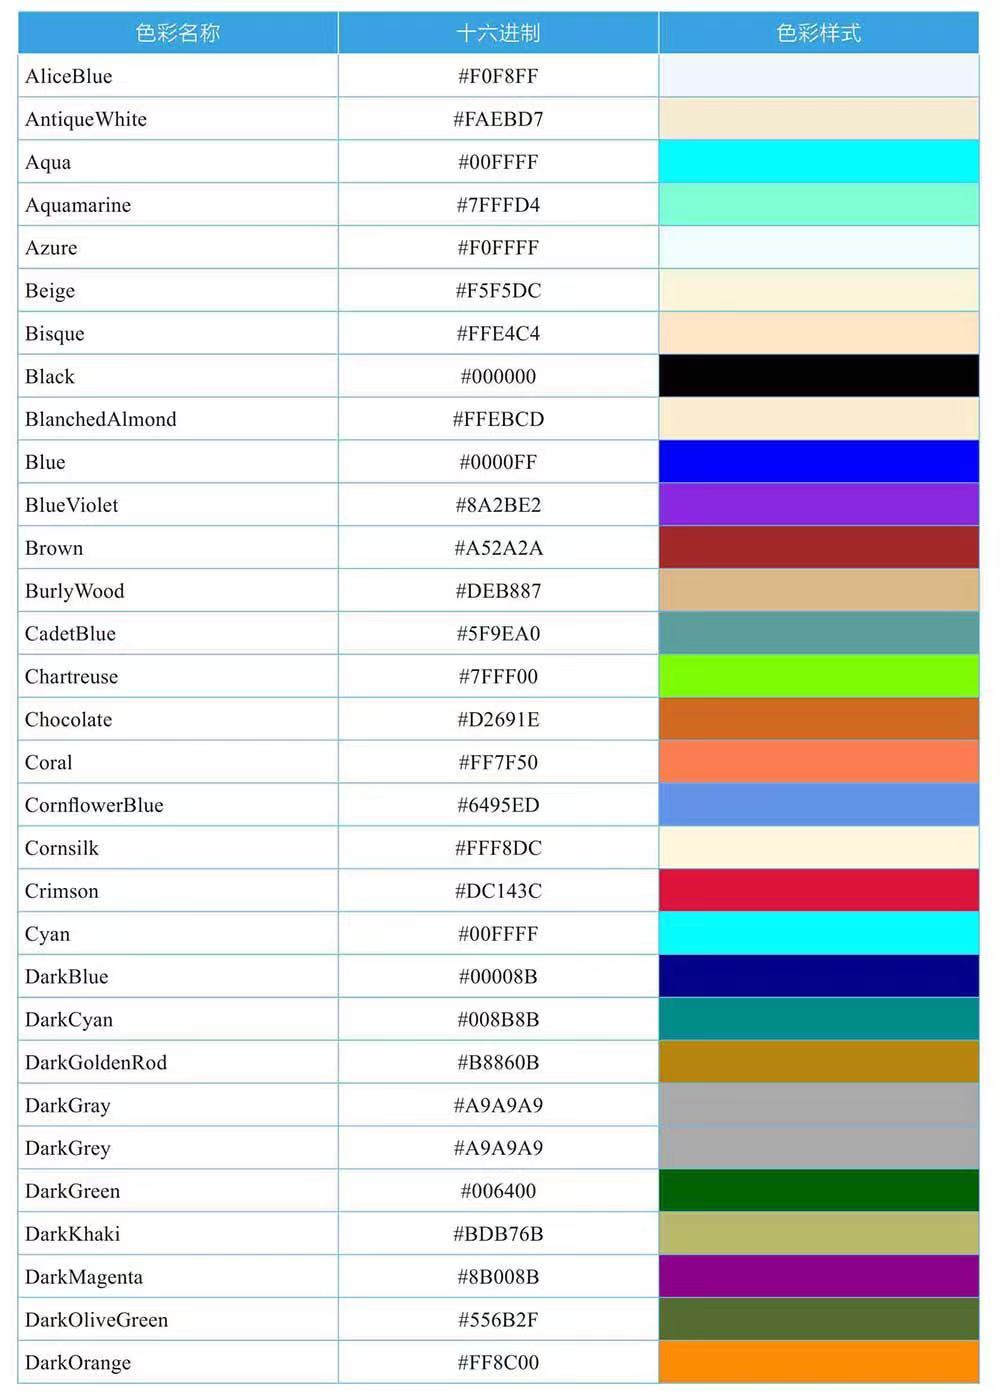 色彩名称 十六进制 色彩样式
AliceBlue #F0F8FF
AntiqueWhite #FAEBD7
Aqua #00FFFF
Aquamarine #7FFFD4
Azure #F0FFFF
Beige #F5F5DC
Bisque #FFE4C4
Black #000000
BlanchedAlmond #FFEBCD
Blue #0000FF
BlueViolet #8A2BE2
Brown #A52A2A
BurlyWood #DEB887
CadetBlue #5F9EA0
Chartreuse #7FFF00
Chocolate #D2691E
Coral #FF7F50
CornflowerBlue #6495ED
Cornsilk #FFF8DC
Crimson #DC143C
Cyan #00FFFF
DarkBlue #00008B
DarkCyan #008B8B
DarkGoldenRod #B8860B
DarkGray #A9A9A9
DarkGrey #A9A9A9
DarkGreen #006400
DarkKhaki #BDB76B
DarkMagenta #8B008B
DarkOliveGreen #556B2F
DarkOrange #FF8C00